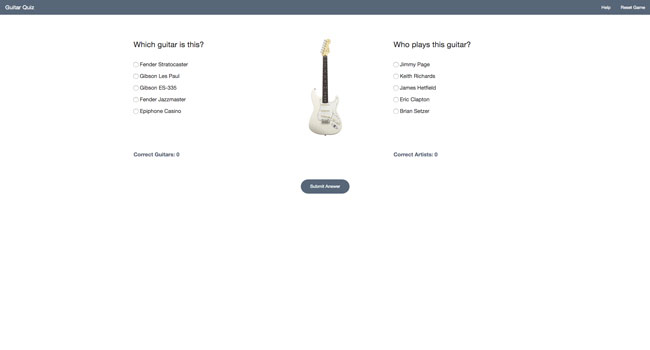 Guitar Quiz
Help
Reset Game
Which guitar is this?
Fender Stratocaster
Gibson Les Paul
Gibson ES-335
Fender Jazzmaster
Epiphone Casino
Correct Guitars: 0
Who plays this guitar?
Jimmy Page
Keith Richards
James Hetfield
Eric Clapton
Brian Setzer
Correct Artists: 0
Submit Answer